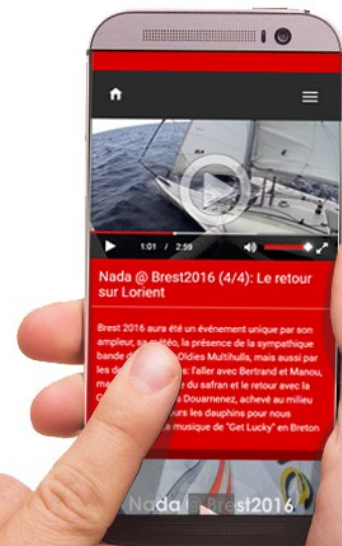 1:01 / 2:59
Nada @ Brest2016 (4/4): Le retour
sur Lorient
Brest 2016 aura été un événement unique par son
ampleur, sa météo, la présence de la sympathique
bande Oldies Multihulls, mais aussi par
les l'aller avec Bertrand et Manou,
du safran et le retour avec la
Douarnenez, achevé au milieu
les dauphins pour nous
musique de "Get Lucky" en Breton
Nada @ Brest2016